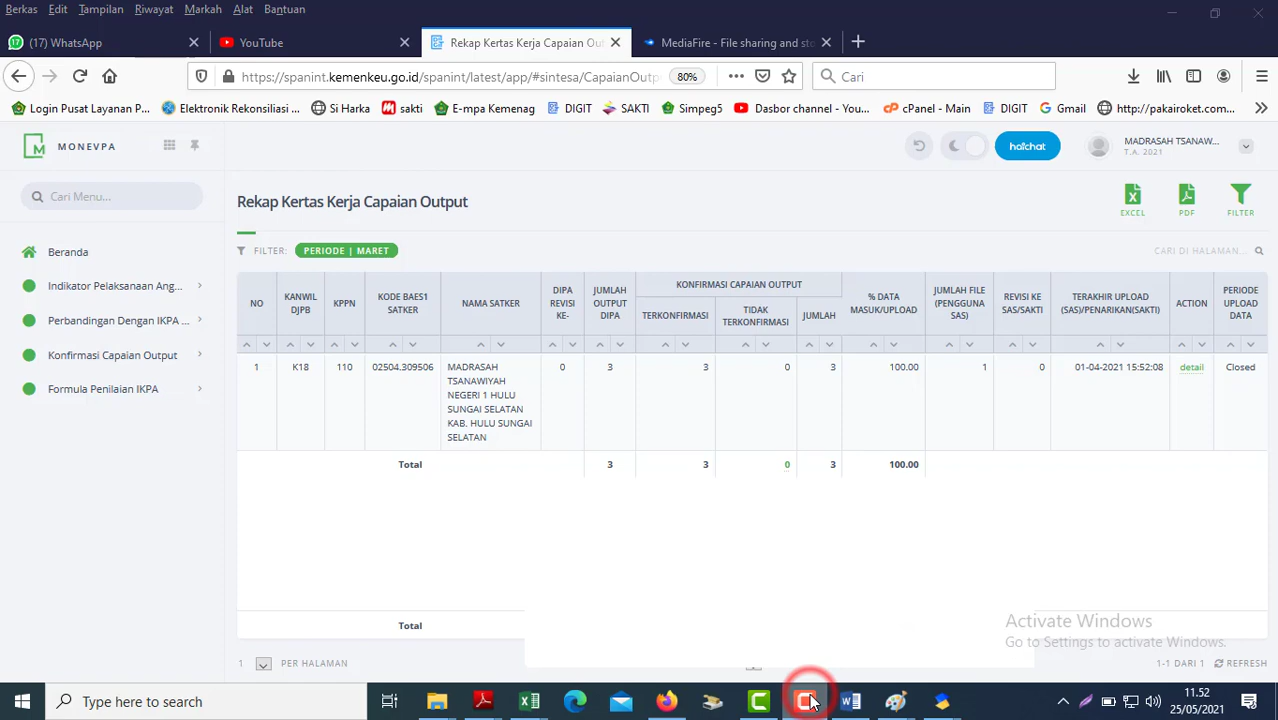 Berkas Edit Tampilan Riwayat Markah Alat Bantuan
(17) WhatsApp
YouTube
Rekap Kertas Kerja Capaian Ou
MediaFire - File sharing and sto
https://spanint.kemenkeu.go.id/spanint/latest/app/#sintesa/CapaianOutp
80%
Cari
Login Pusat Layanan P...
Elektronik Rekonsiliasi ...
Si Harka
sakti
E-mpa Kemenag
DIGIT
SAKTI
Simpeg5
Dasbor channel - You...
cPanel - Main
DIGIT
Gmail
http://pakairoket.com...
MONEVPA
haichat
MADRASAH TSANAW...
T.A. 2021
Cari Menu...
Rekap Kertas Kerja Capaian Output
EXCEL
PDF
FILTER
Beranda
Indikator Pelaksanaan Ang...
Perbandingan Dengan IKPA ...
Konfirmasi Capaian Output
Formula Penilaian IKPA
FILTER: PERIODE | MARET
CARI DI HALAMAN...
NO
KANWIL DJPB
KPPN
KODE BAES1 SATKER
NAMA SATKER
DIPA REVISI KE-
JUMLAH OUTPUT DIPA
KONFIRMASI CAPAIAN OUTPUT
TERKONFIRMASI
TIDAK TERKONFIRMASI
JUMLAH
% DATA MASUK/UPLOAD
JUMLAH FILE (PENGGUNA SAS)
REVISI KE SAS/SAKTI
TERAKHIR UPLOAD (SAS)/PENARIKAN(SAKTI)
ACTION
PERIODE UPLOAD DATA
1 K18 110 02504.309506 MADRASAH 0 3 3 0 3 100.00 1 0 01-04-2021 15:52:08 detail Closed
TSANAWIYAH
NEGERI 1 HULU
SUNGAI SELATAN
KAB. HULU SUNGAI
SELATAN
Total 3 3 0 3 100.00
Total
Activate Windows
Go to Settings to activate Windows.
1 PER HALAMAN
1-1 DARI 1 REFRESH
Type here to search
11.52
25/05/2021